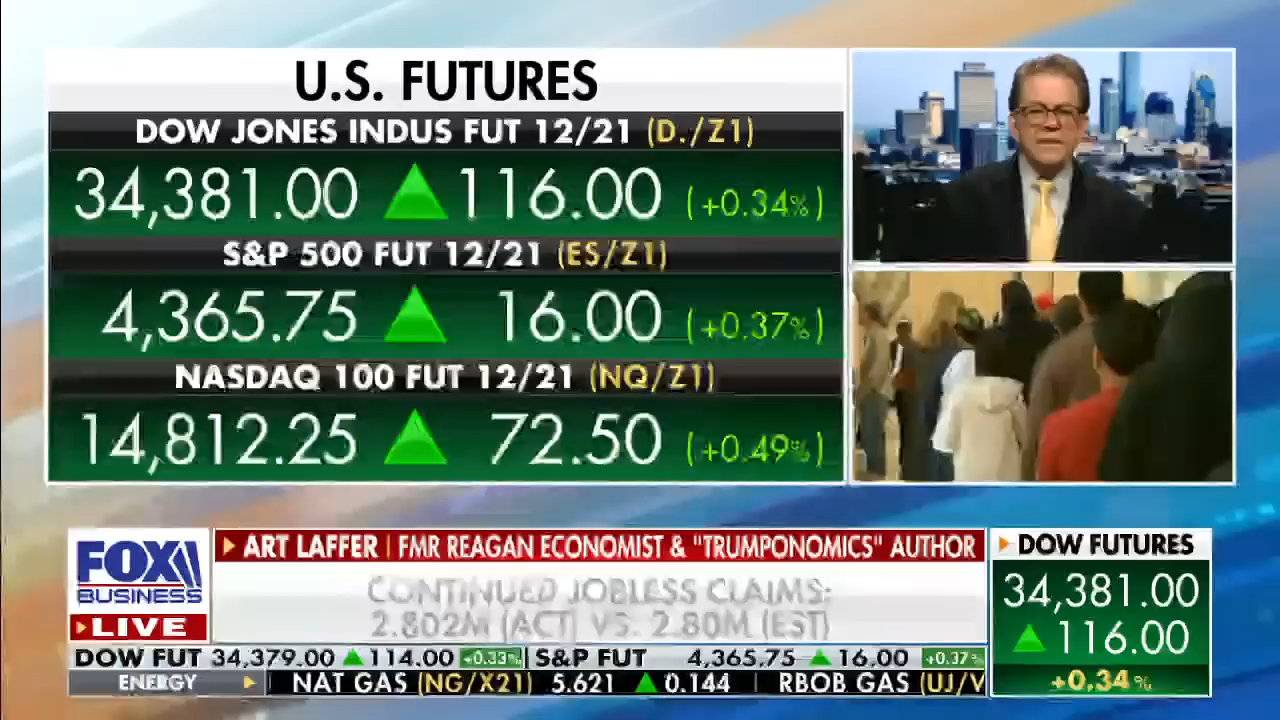 U.S. FUTURES
DOW JONES INDUS FUT 12/21 (D./Z1)
34,381.00 ▲ 116.00 (+0.34%)
S&P 500 FUT 12/21 (ES/Z1)
4,365.75 ▲ 16.00 (+0.37%)
NASDAQ 100 FUT 12/21 (NQ/Z1)
14,812.25 ▲ 72.50 (+0.49%)
FOX BUSINESS
LIVE
ART LAFFER | FMR REAGAN ECONOMIST & "TRUMPONOMICS" AUTHOR
CONTINUED JOBLESS CLAIMS:
2.802M (ACT) VS. 2.80M (EST)
DOW FUTURES
34,381.00
▲ 116.00
+0.34%
DOW FUT 34,379.00 ▲ 114.00 +0.33% S&P FUT 4,365.75 ▲ 16.00 +0.37%
ENERGY NAT GAS (NG/X21) 5.621 ▲ 0.144 RBOB GAS (UJ/V